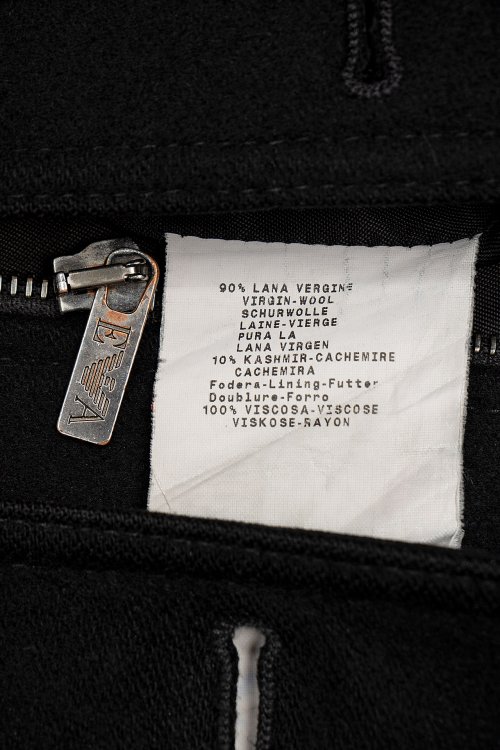 EA
90% LANA VERGINE
VIRGIN-WOOL
SCHURWOLLE
LAINE-VIERGE
PURA LA
LANA VIRGEN
10% KASHMIR-CACHEMIRE
CACHEMIRA
Fodera-Lining-Futter
Doublure-Forro
100% VISCOSA-VISCOSE
VISKOSE-RAYON